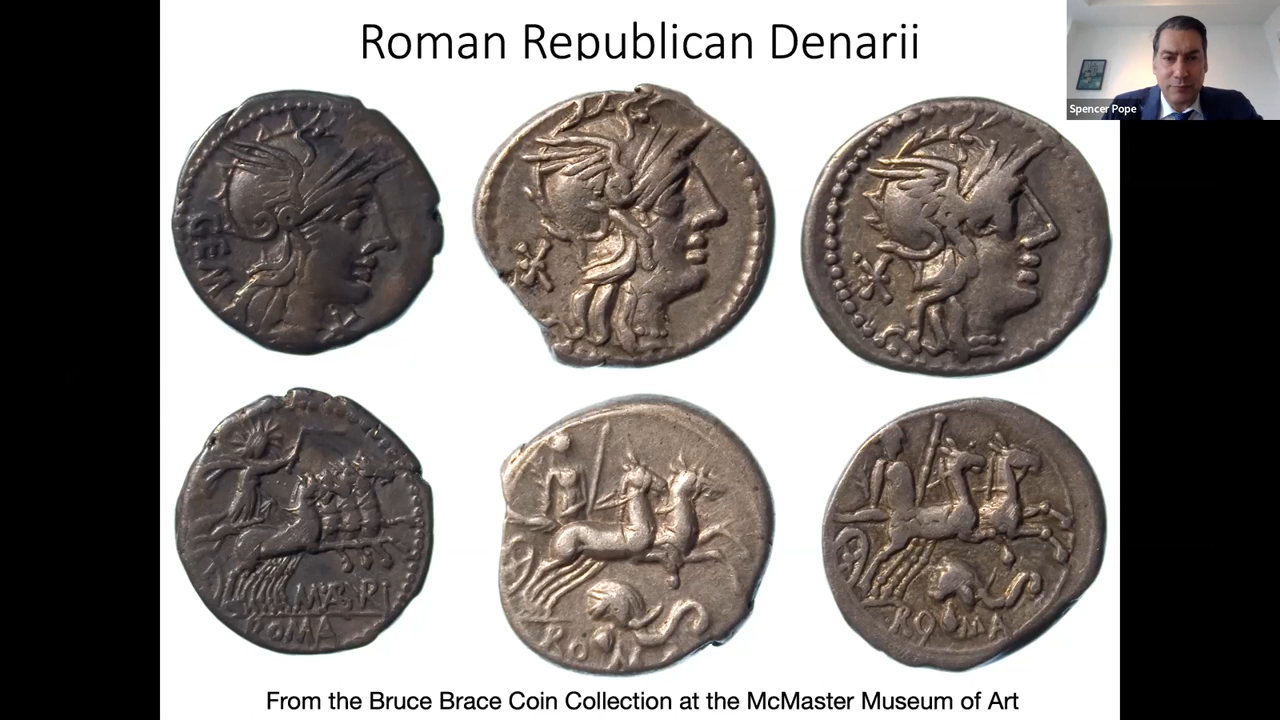 Roman Republican Denarii
Spencer Pope
GEM
ROMA
ROMA
From the Bruce Brace Coin Collection at the McMaster Museum of Art